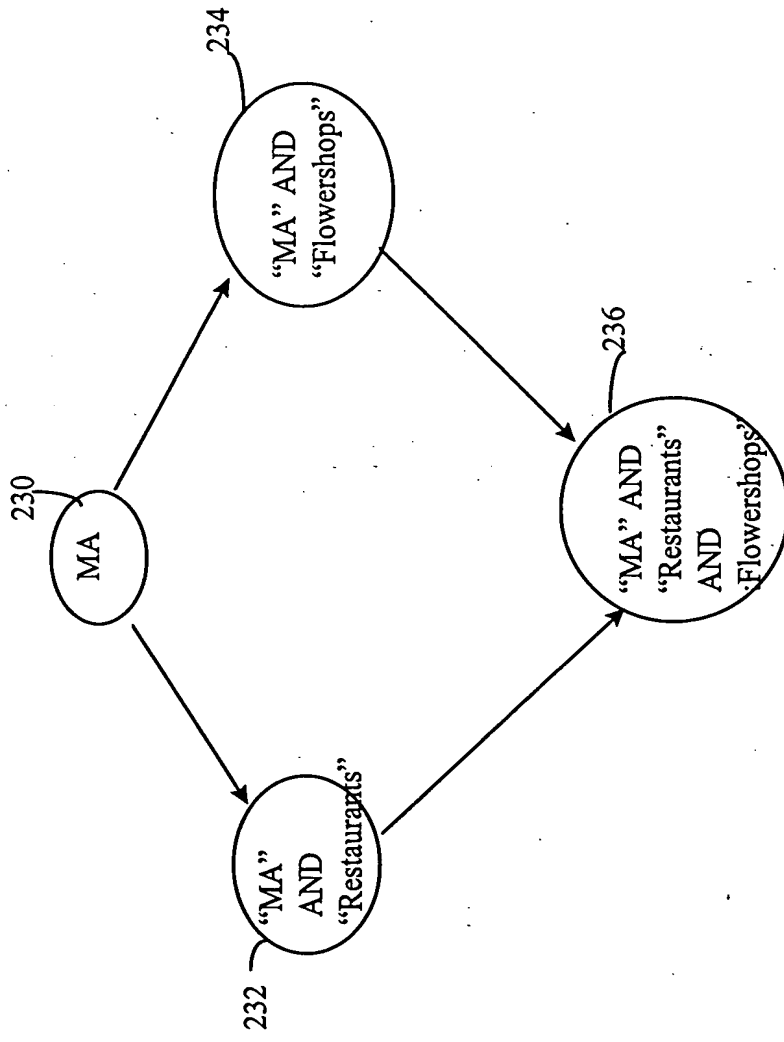 230
MA
234
“MA” AND
“Flowershops”
232
“MA”
AND
“Restaurants”
236
“MA” AND
“Restaurants”
AND
Flowershops”